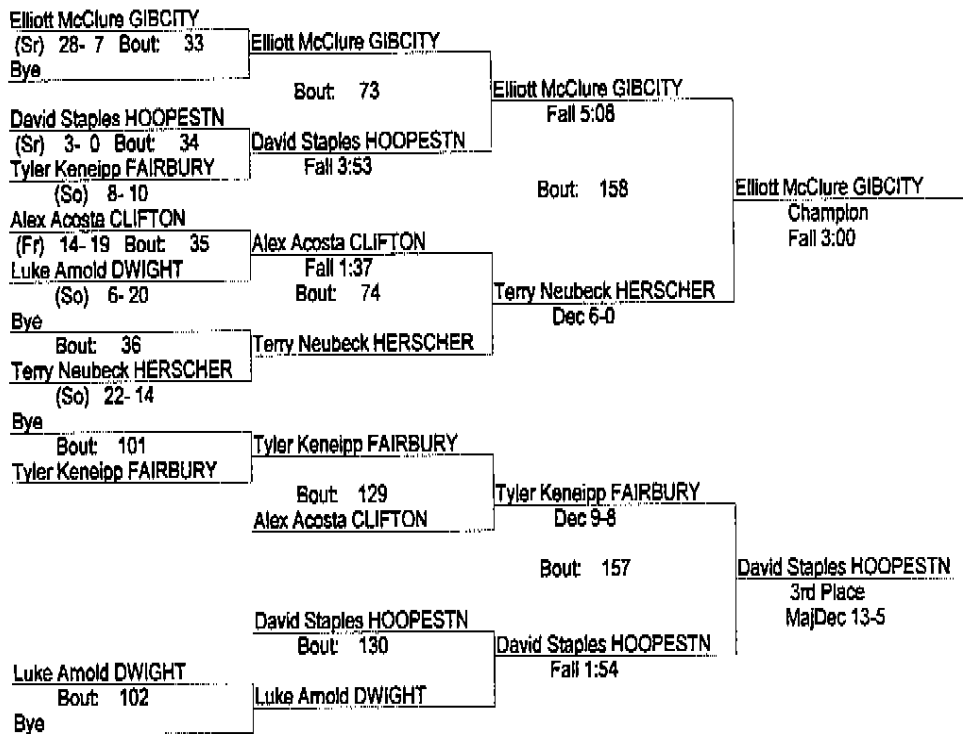 Elliott McClure GIBCITY
(Sr) 28- 7 Bout: 33
Bye
David Staples HOOPESTN
(Sr) 3- 0 Bout: 34
Tyler Keneipp FAIRBURY
(So) 8- 10
Alex Acosta CLIFTON
(Fr) 14- 19 Bout: 35
Luke Arnold DWIGHT
(So) 6- 20
Bye
Bout: 36
Terry Neubeck HERSCHER
(So) 22- 14
Bye
Bout: 101
Tyler Keneipp FAIRBURY
Luke Arnold DWIGHT
Bout: 102
Bye
Elliott McClure GIBCITY
Bout: 73
David Staples HOOPESTN
Fall 3:53
Alex Acosta CLIFTON
Fall 1:37
Bout: 74
Terry Neubeck HERSCHER
Tyler Keneipp FAIRBURY
Bout: 129
Alex Acosta CLIFTON
David Staples HOOPESTN
Bout: 130
Luke Arnold DWIGHT
Elliott McClure GIBCITY
Fall 5:08
Bout: 158
Terry Neubeck HERSCHER
Dec 6-0
Tyler Keneipp FAIRBURY
Dec 9-8
Bout: 157
David Staples HOOPESTN
Fall 1:54
Elliott McClure GIBCITY
Champion
Fall 3:00
David Staples HOOPESTN
3rd Place
MajDec 13-5